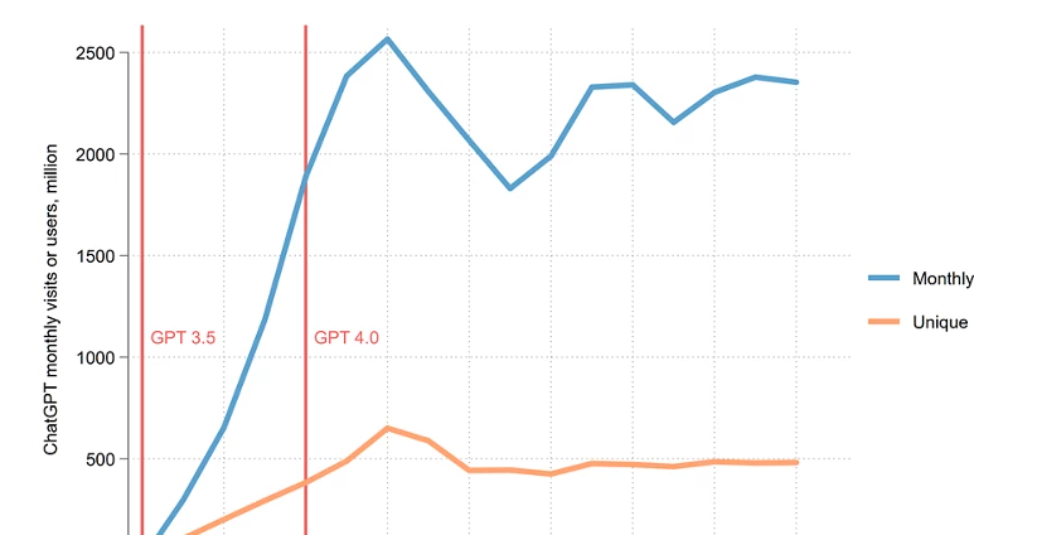 2500
2000
1500
1000
500
ChatGPT monthly visits or users, million
GPT 3.5
GPT 4.0
Monthly
Unique